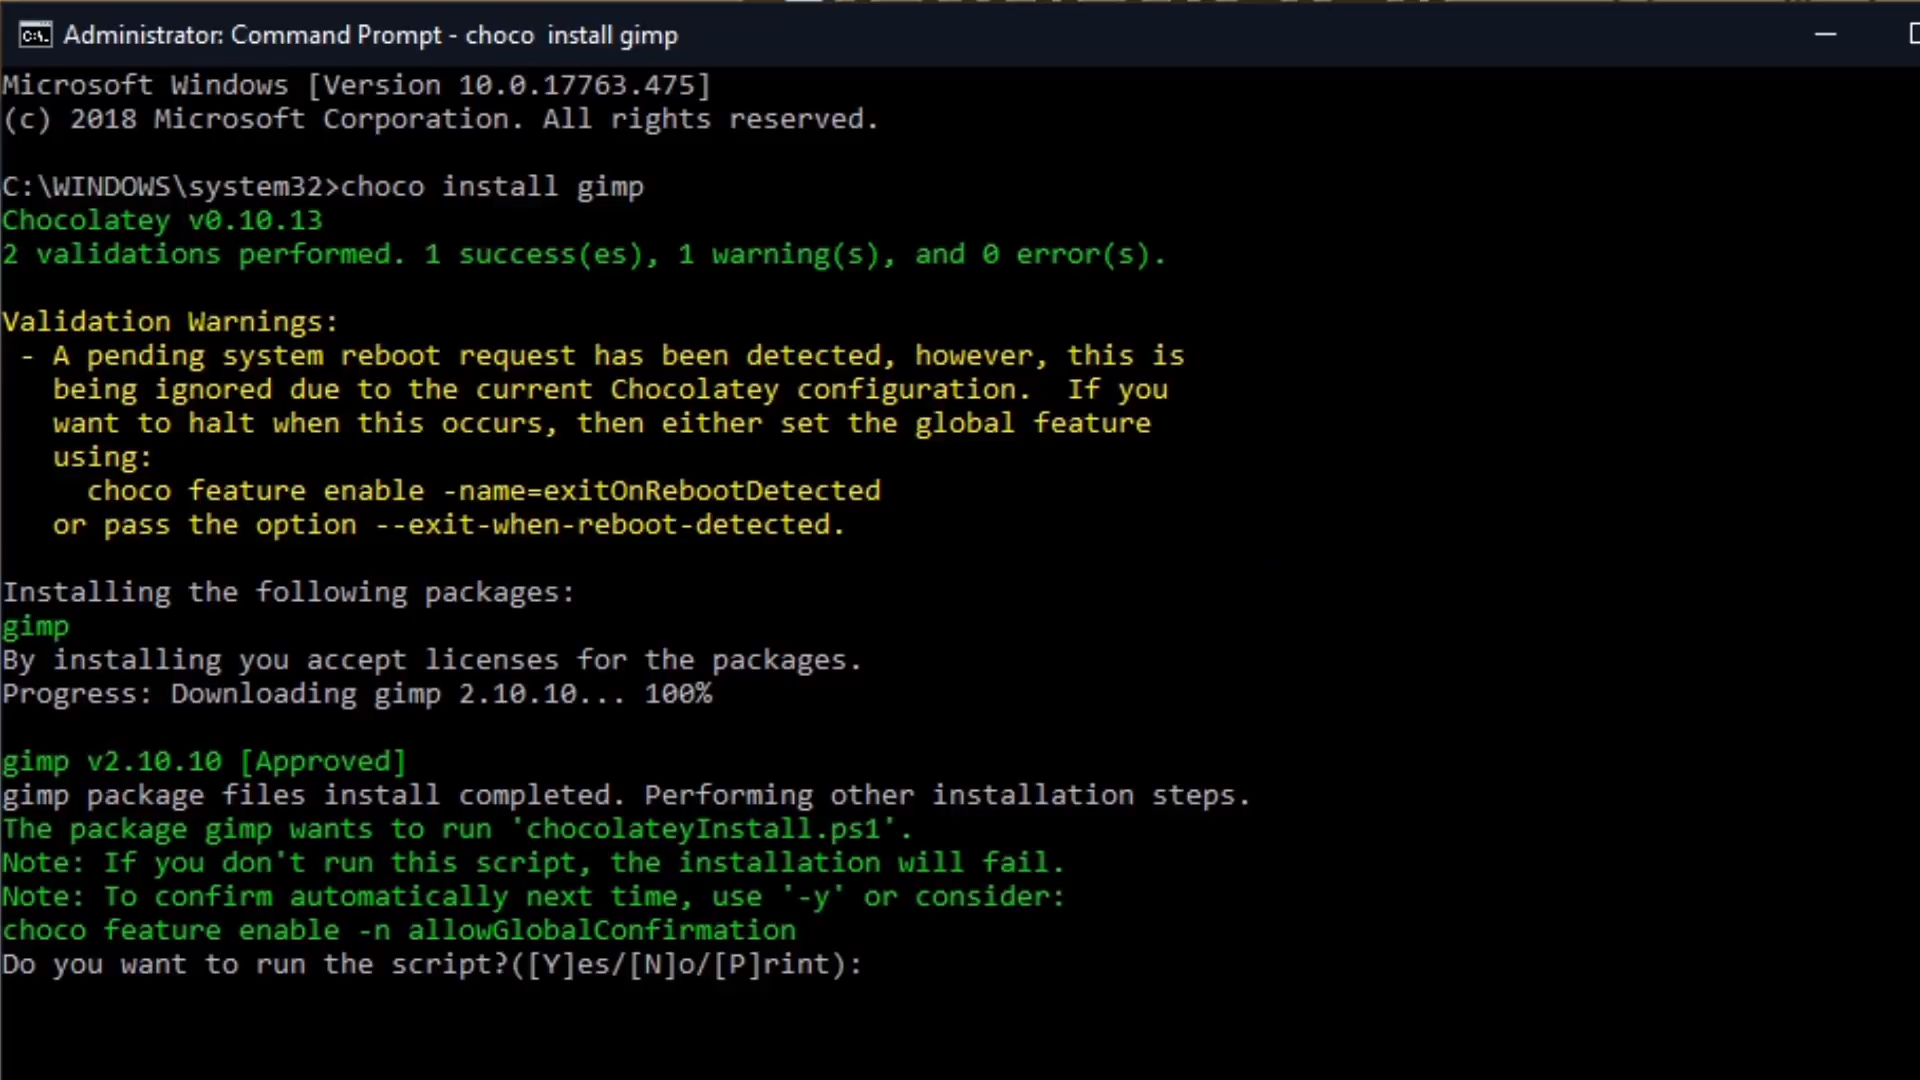 Administrator: Command Prompt - choco  install gimp
Microsoft Windows [Version 10.0.17763.475]
(c) 2018 Microsoft Corporation. All rights reserved.
C:\WINDOWS\system32>choco install gimp
Chocolatey v0.10.13
2 validations performed. 1 success(es), 1 warning(s), and 0 error(s).
Validation Warnings:
- A pending system reboot request has been detected, however, this is
being ignored due to the current Chocolatey configuration.  If you
want to halt when this occurs, then either set the global feature
using:
choco feature enable -name=exitOnRebootDetected
or pass the option --exit-when-reboot-detected.
Installing the following packages:
gimp
By installing you accept licenses for the packages.
Progress: Downloading gimp 2.10.10... 100%
gimp v2.10.10 [Approved]
gimp package files install completed. Performing other installation steps.
The package gimp wants to run 'chocolateyInstall.ps1'.
Note: If you don't run this script, the installation will fail.
Note: To confirm automatically next time, use '-y' or consider:
choco feature enable -n allowGlobalConfirmation
Do you want to run the script?([Y]es/[N]o/[P]rint):